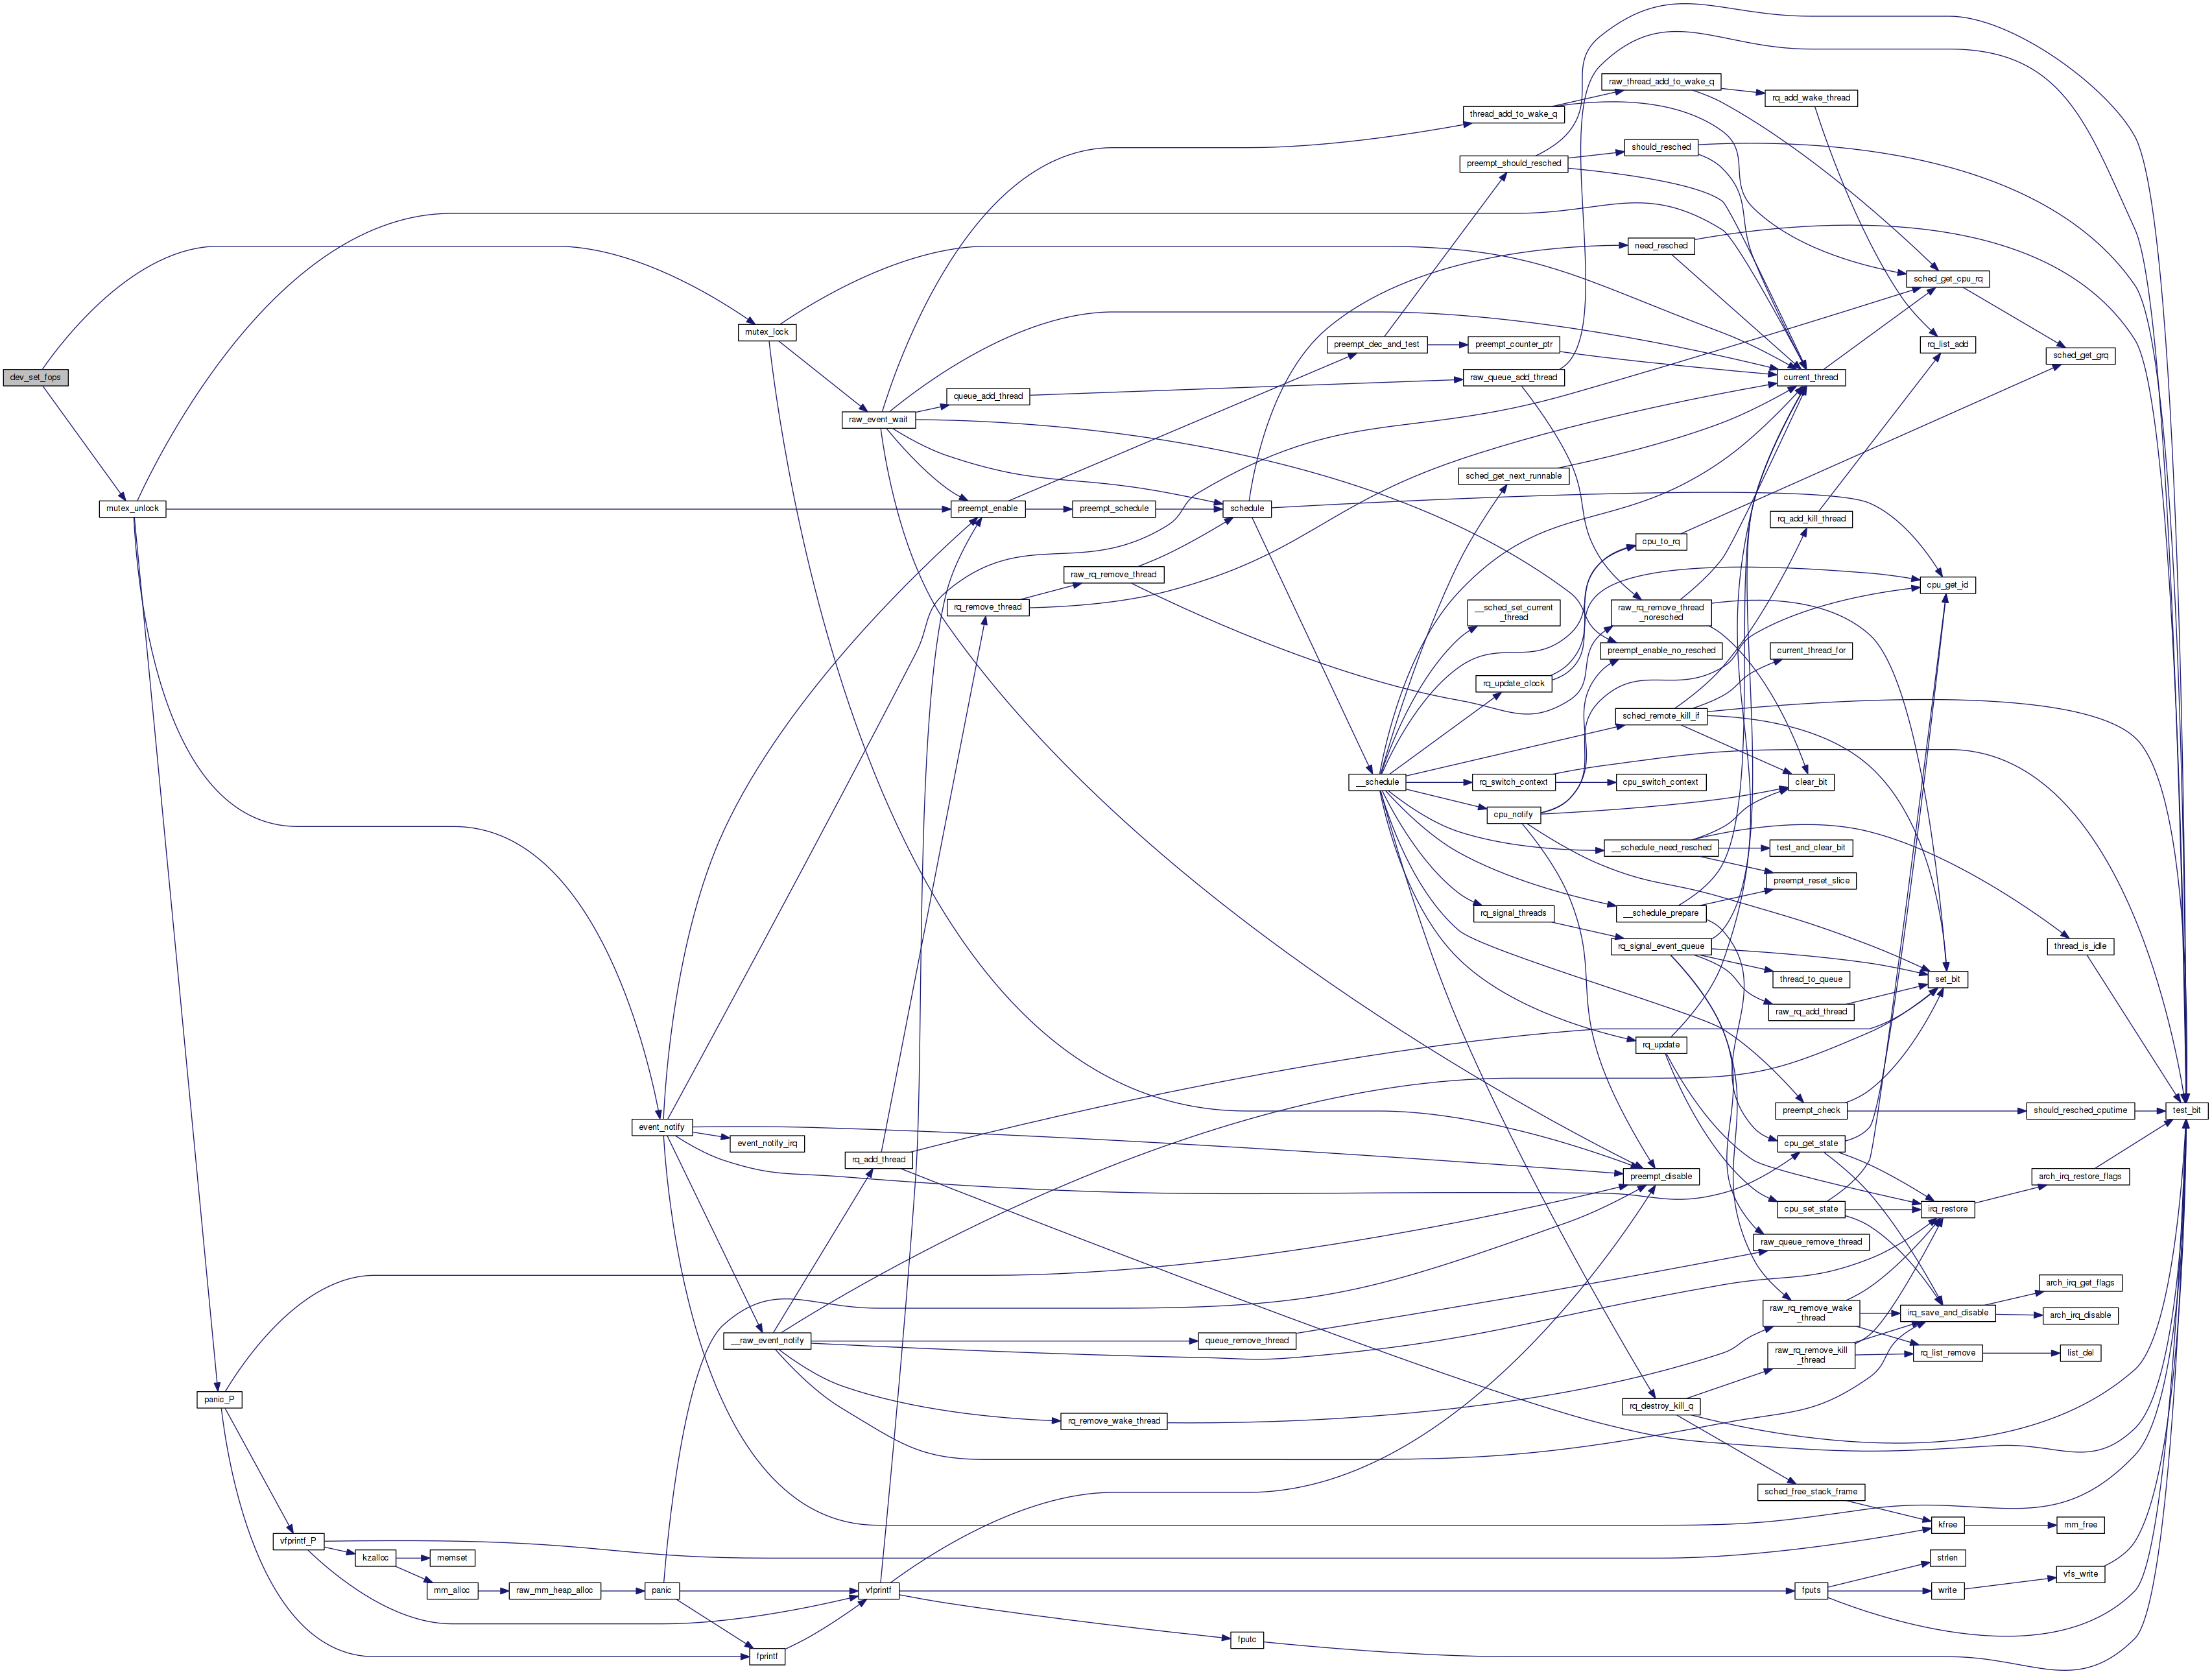 dev_set_fops
mutex_unlock
panic_P
vfprintf_P
kzalloc
memset
mm_alloc
raw_mm_heap_alloc
panic
fprintf
event_notify
event_notify_irq
mutex_lock
__raw_event_notify
raw_event_wait
rq_add_thread
vfprintf
queue_add_thread
preempt_enable
rq_remove_thread
preempt_schedule
raw_rq_remove_thread
rq_remove_wake_thread
schedule
queue_remove_thread
fputc
preempt_dec_and_test
__schedule
thread_add_to_wake_q
preempt_should_resched
preempt_counter_ptr
raw_queue_add_thread
sched_get_next_runnable
__sched_set_current
_thread
rq_update_clock
rq_switch_context
cpu_notify
rq_signal_threads
raw_thread_add_to_wake_q
should_resched
need_resched
cpu_to_rq
raw_rq_remove_thread
_noresched
preempt_enable_no_resched
sched_remote_kill_if
cpu_switch_context
__schedule_need_resched
__schedule_prepare
rq_signal_event_queue
rq_update
preempt_disable
rq_destroy_kill_q
rq_add_wake_thread
current_thread
rq_add_kill_thread
current_thread_for
clear_bit
test_and_clear_bit
preempt_reset_slice
thread_to_queue
raw_rq_add_thread
preempt_check
cpu_get_state
cpu_set_state
raw_queue_remove_thread
raw_rq_remove_wake
_thread
raw_rq_remove_kill
_thread
sched_free_stack_frame
fputs
sched_get_cpu_rq
rq_list_add
cpu_get_id
set_bit
irq_restore
irq_save_and_disable
rq_list_remove
kfree
strlen
write
sched_get_grq
thread_is_idle
should_resched_cputime
arch_irq_restore_flags
arch_irq_get_flags
arch_irq_disable
list_del
mm_free
vfs_write
test_bit